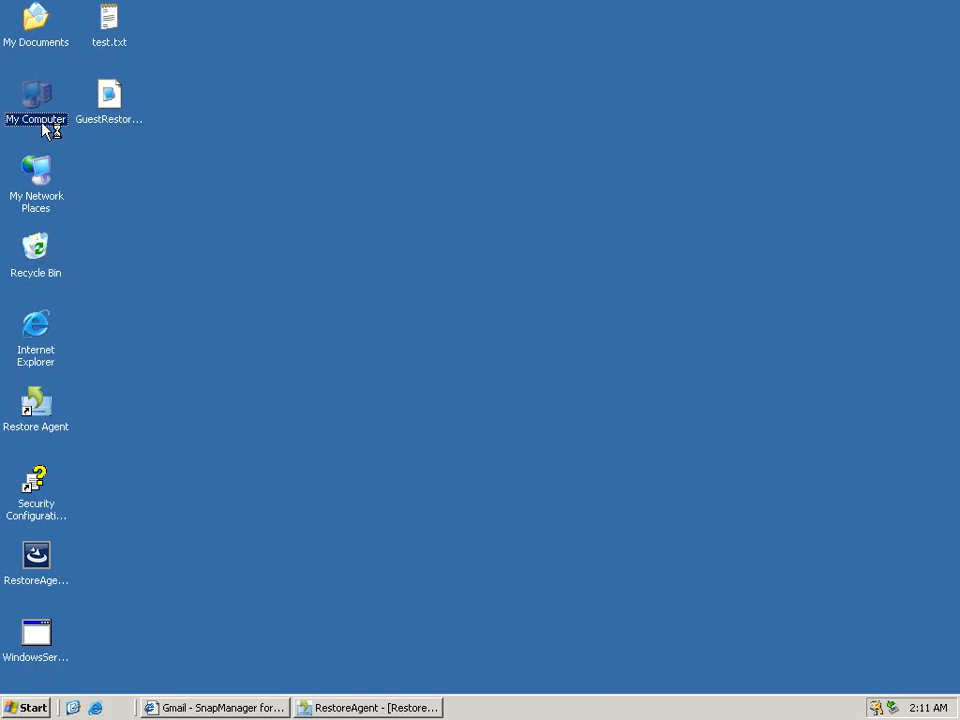 My Documents
test.txt
My Computer
GuestRestor...
My Network
Places
Recycle Bin
Internet
Explorer
Restore Agent
Security
Configurati...
RestoreAge...
WindowsSer...
Start
Gmail - SnapManager for...
RestoreAgent - [Restore...
2:11 AM